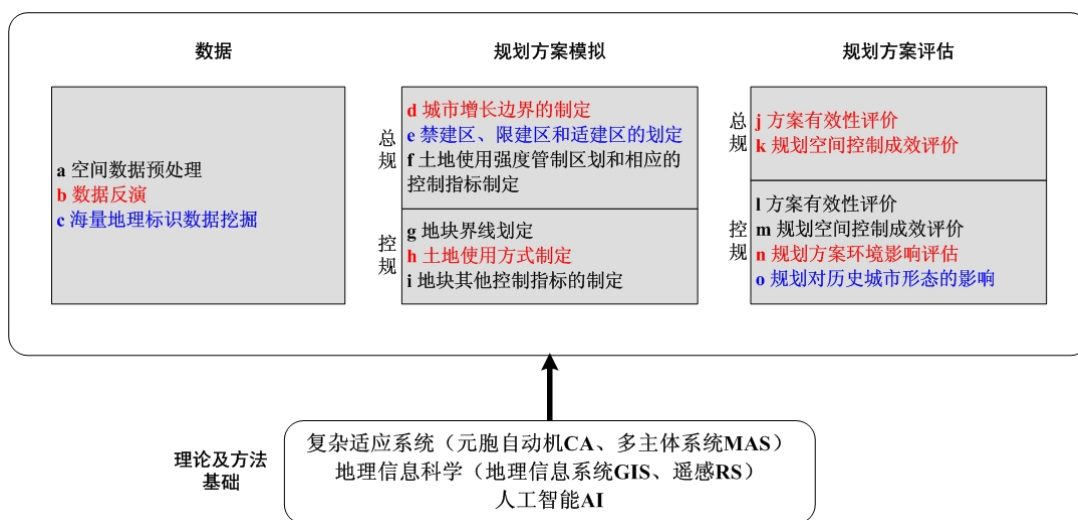 数据
a 空间数据预处理
b 数据反演
c 海量地理标识数据挖掘
规划方案模拟
总规
d 城市增长边界的制定
e 禁建区、限建区和适建区的划定
f 土地使用强度管制区划和相应的
控制指标制定
控规
g 地块界线划定
h 土地使用方式制定
i 地块其他控制指标的制定
规划方案评估
总规
j 方案有效性评价
k 规划空间控制成效评价
控规
l 方案有效性评价
m 规划空间控制成效评价
n 规划方案环境影响评估
o 规划对历史城市形态的影响
理论及方法
基础
复杂适应系统（元胞自动机CA、多主体系统MAS）
地理信息科学（地理信息系统GIS、遥感RS）
人工智能AI